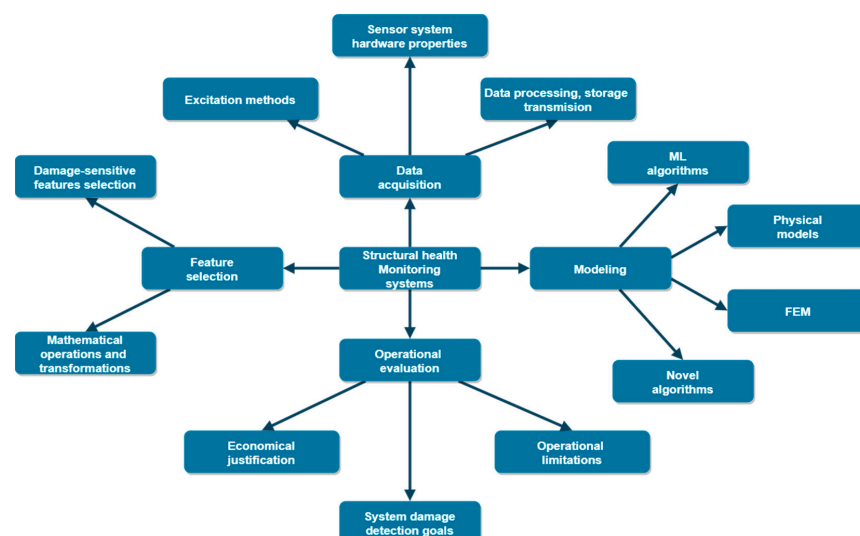 Sensor system
hardware properties
Excitation methods
Data processing, storage
transmision
Damage-sensitive
features selection
Data
acquisition
ML
algorithms
Physical
models
Feature
selection
Structural health
Monitoring
systems
Modeling
FEM
Mathematical
operations and
transformations
Operational
evaluation
Novel
algorithms
Economical
justification
Operational
limitations
System damage
detection goals